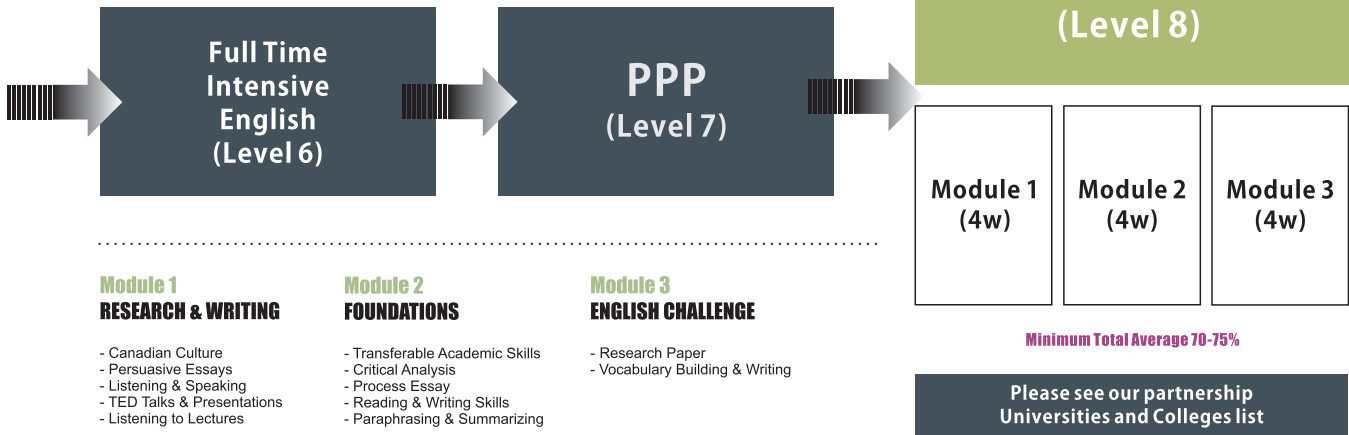 Full Time
Intensive
English
(Level 6)
PPP
(Level 7)
(Level 8)
Module 1
(4w)
Module 2
(4w)
Module 3
(4w)
Minimum Total Average 70-75%
Please see our partnership
Universities and Colleges list
Module 1
RESEARCH & WRITING
- Canadian Culture
- Persuasive Essays
- Listening & Speaking
- TED Talks & Presentations
- Listening to Lectures
Module 2
FOUNDATIONS
- Transferable Academic Skills
- Critical Analysis
- Process Essay
- Reading & Writing Skills
- Paraphrasing & Summarizing
Module 3
ENGLISH CHALLENGE
- Research Paper
- Vocabulary Building & Writing